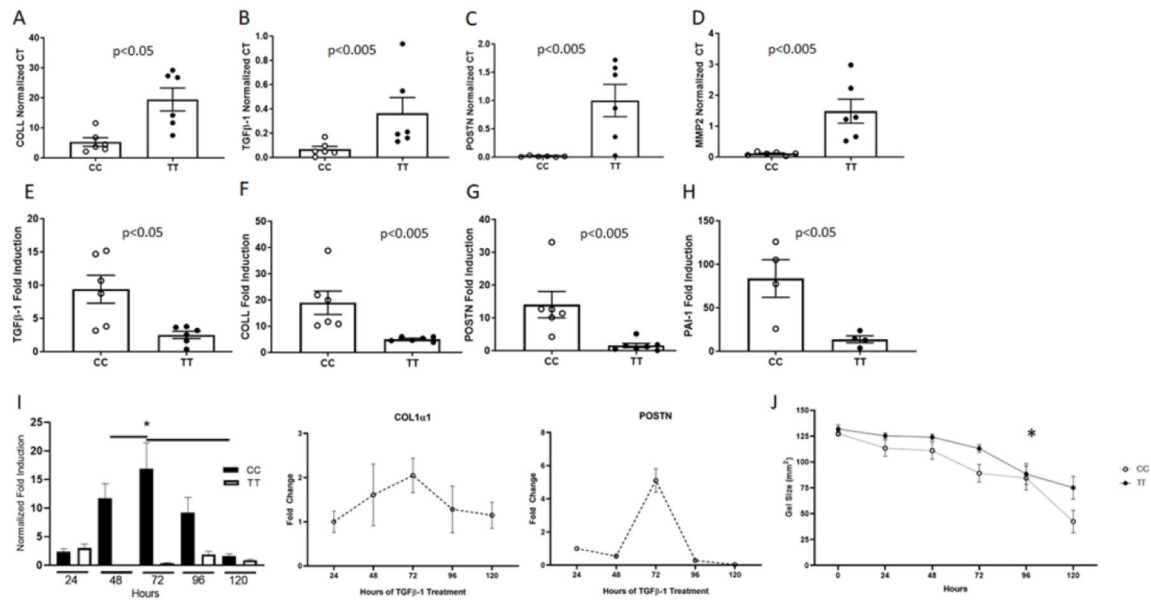 A
B
C
D
COLL Normalized CT
40
30
20
10
0
p<0.05
CC
TT
TGFβ-1 Normalized CT
1.0
0.8
0.6
0.4
0.2
0.0
p<0.005
CC
TT
POSTN Normalized CT
2.0
1.5
1.0
0.5
0.0
p<0.005
CC
TT
MMP2 Normalized CT
4
3
2
1
0
p<0.005
CC
TT
E
F
G
H
TGFβ-1 Fold Induction
20
15
10
5
0
p<0.05
CC
TT
COLL Fold Induction
50
40
30
20
10
0
p<0.005
CC
TT
POSTN Fold Induction
40
30
20
10
0
p<0.005
CC
TT
PAI-1 Fold Induction
150
100
50
0
p<0.05
CC
TT
I
Normalized Fold Induction
25
20
15
10
5
0
*
CC
TT
24 48 72 96 120
Hours
COL1α1
Fold Change
3
2
1
0
24 48 72 96 120
Hours of TGFβ-1 Treatment
POSTN
Fold Change
8
6
4
2
0
24 48 72 96 120
Hours of TGFβ-1 Treatment
J
Gel Size (mm²)
150
125
100
75
50
25
0
*
CC
TT
0 24 48 72 96 120
Hours